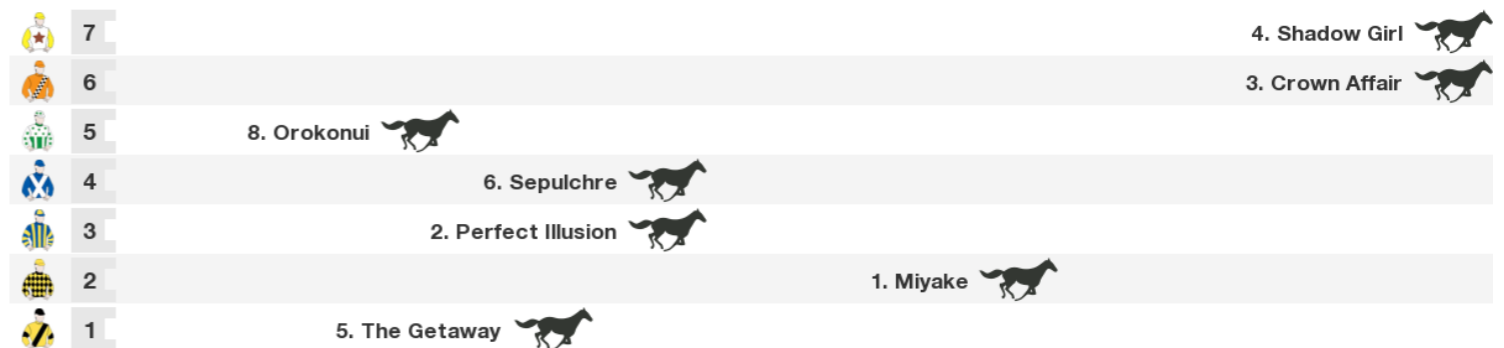 7 4. Shadow Girl
6 3. Crown Affair
5 8. Orokonui
4 6. Sepulchre
3 2. Perfect Illusion
2 1. Miyake
1 5. The Getaway